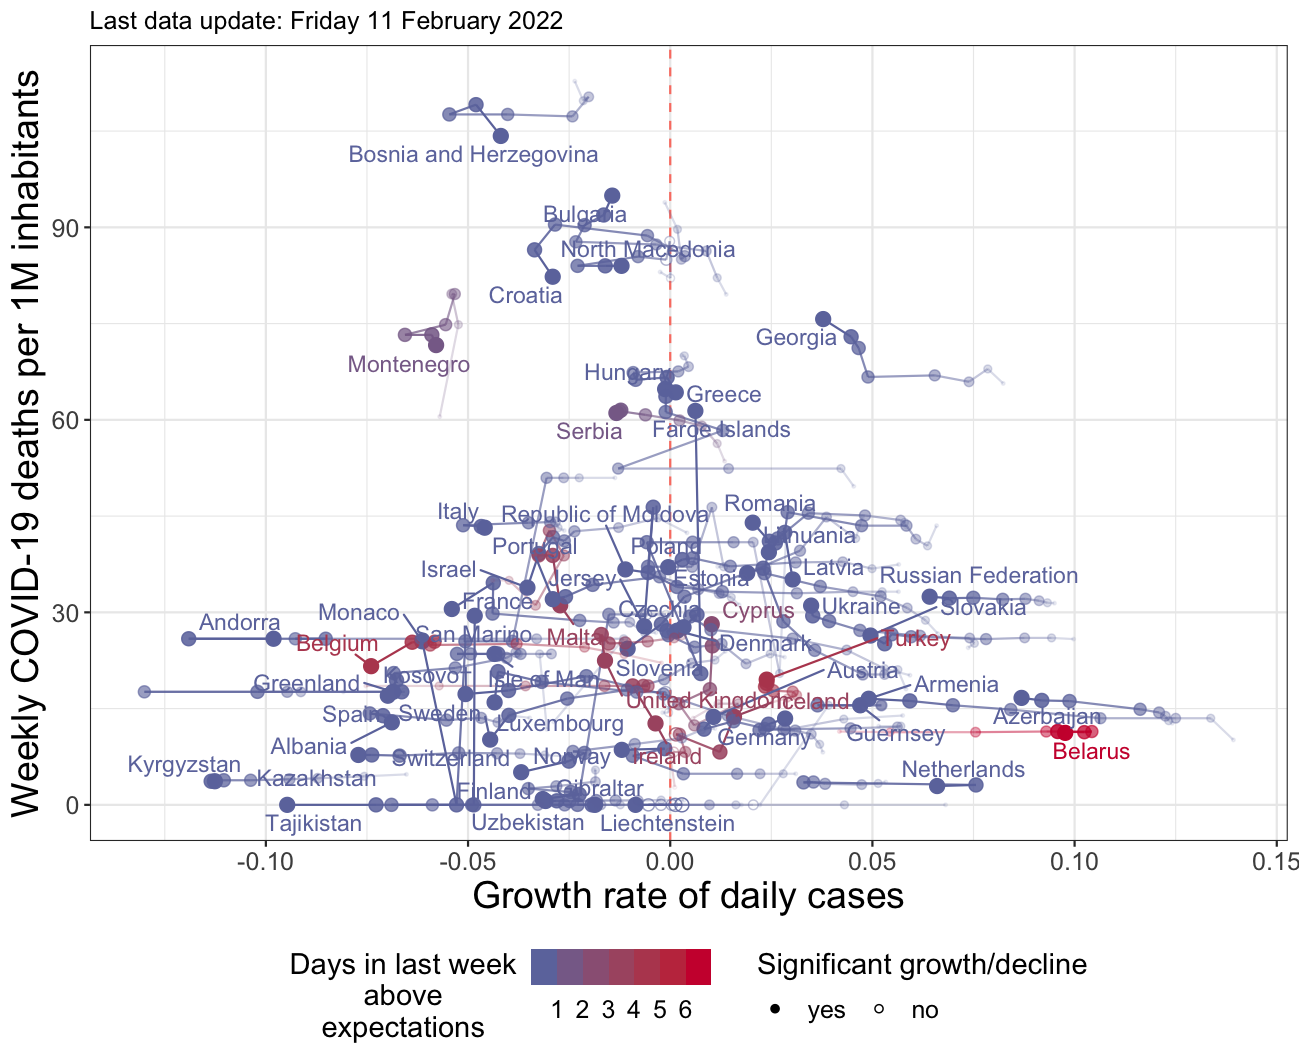 Last data update: Friday 11 February 2022
Weekly COVID-19 deaths per 1M inhabitants
90
60
30
0
Bosnia and Herzegovina
Bulgaria
North Macedonia
Croatia
Georgia
Montenegro
Hungary
Greece
Serbia
Faroe Islands
Romania
Italy
Republic of Moldova
Lithuania
Portugal
Poland
Israel
Jersey
Estonia
Latvia
Russian Federation
France
Monaco
Czechia
Cyprus
Ukraine
Slovakia
Andorra
San Marino
Malta
Belgium
Denmark
Turkey
Greenland
Kosovo
Isle of Man
Slovenia
Austria
Armenia
Spain
Sweden
Luxembourg
United Kingdom
Iceland
Azerbaijan
Albania
Switzerland
Norway
Ireland
Germany
Guernsey
Belarus
Kyrgyzstan
Kazakhstan
Finland
Gibraltar
Netherlands
Tajikistan
Uzbekistan
Liechtenstein
-0.10
-0.05
0.00
0.05
0.10
0.15
Growth rate of daily cases
Days in last week
above
expectations
1 2 3 4 5 6
Significant growth/decline
yes
no